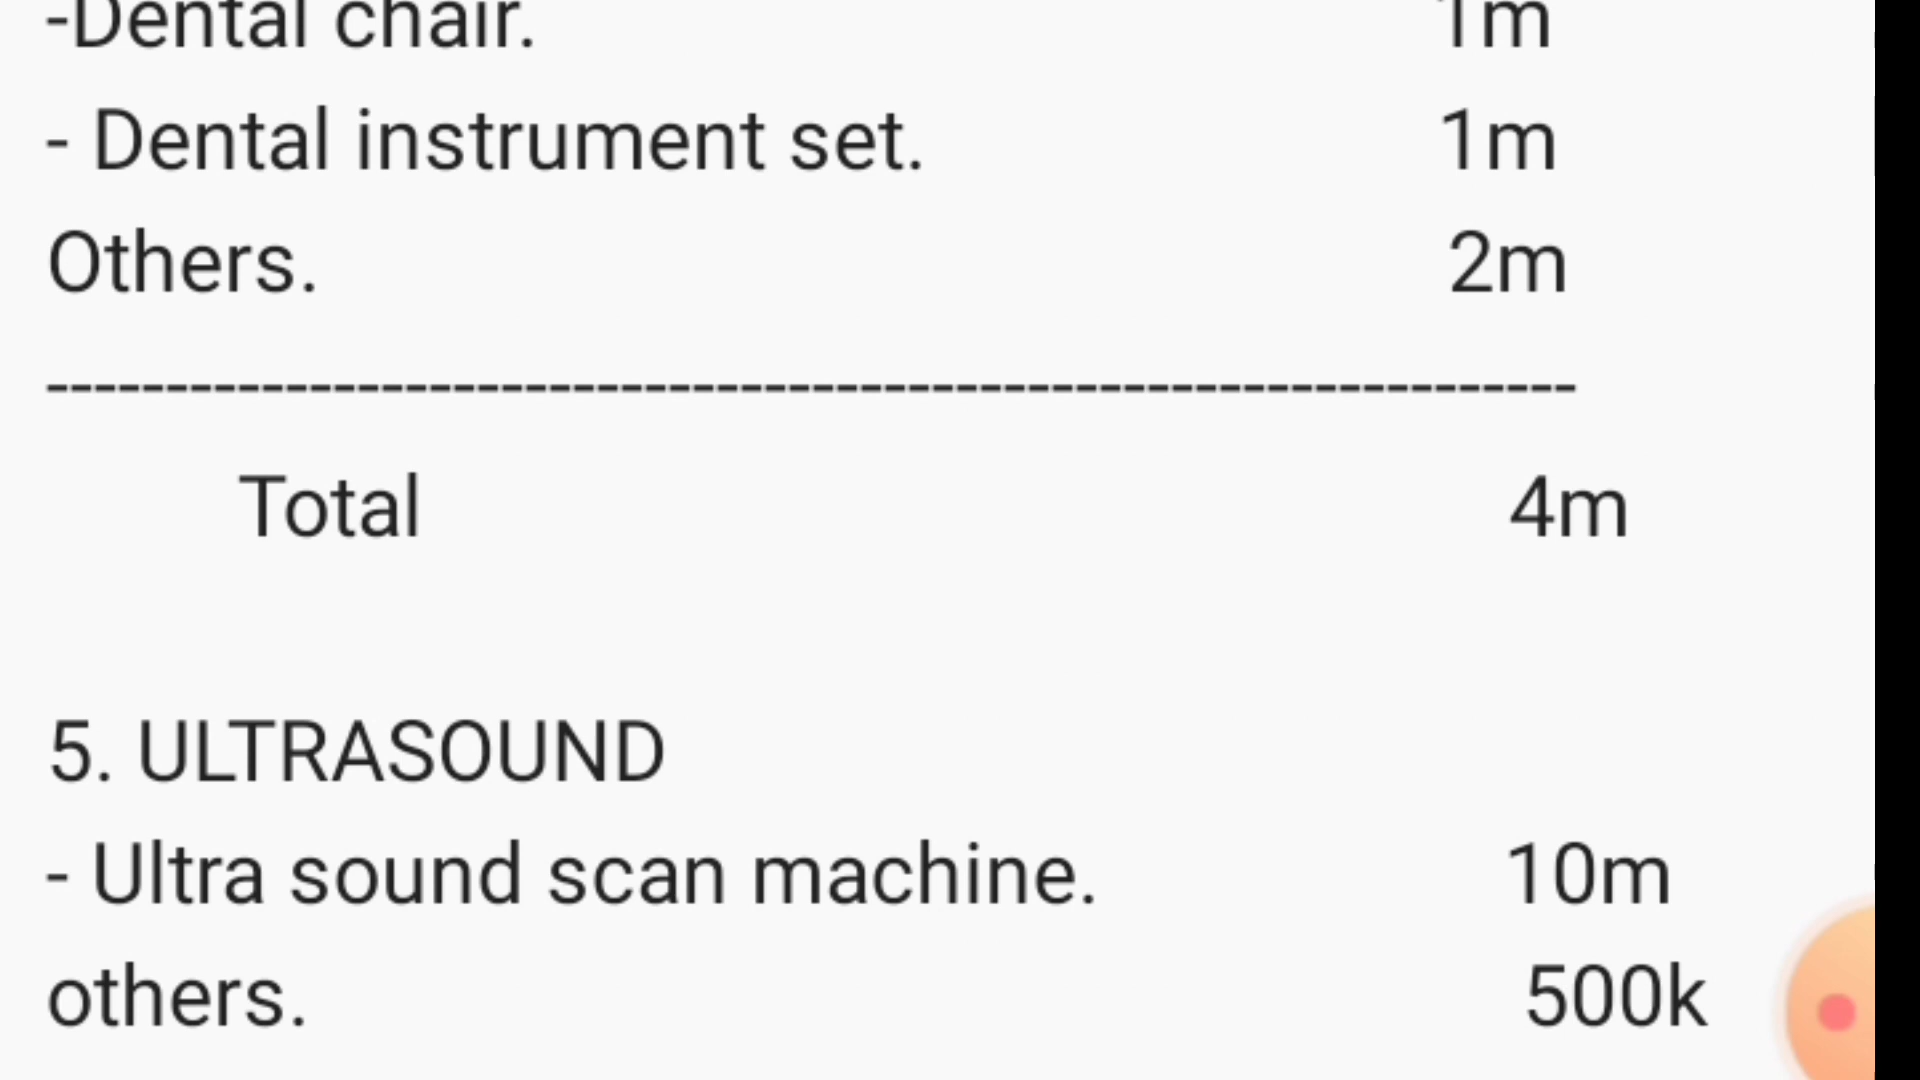 -Dental chair. 1m
- Dental instrument set. 1m
Others. 2m
----------------------------------------------------------------
Total 4m
5. ULTRASOUND
- Ultra sound scan machine. 10m
others. 500k